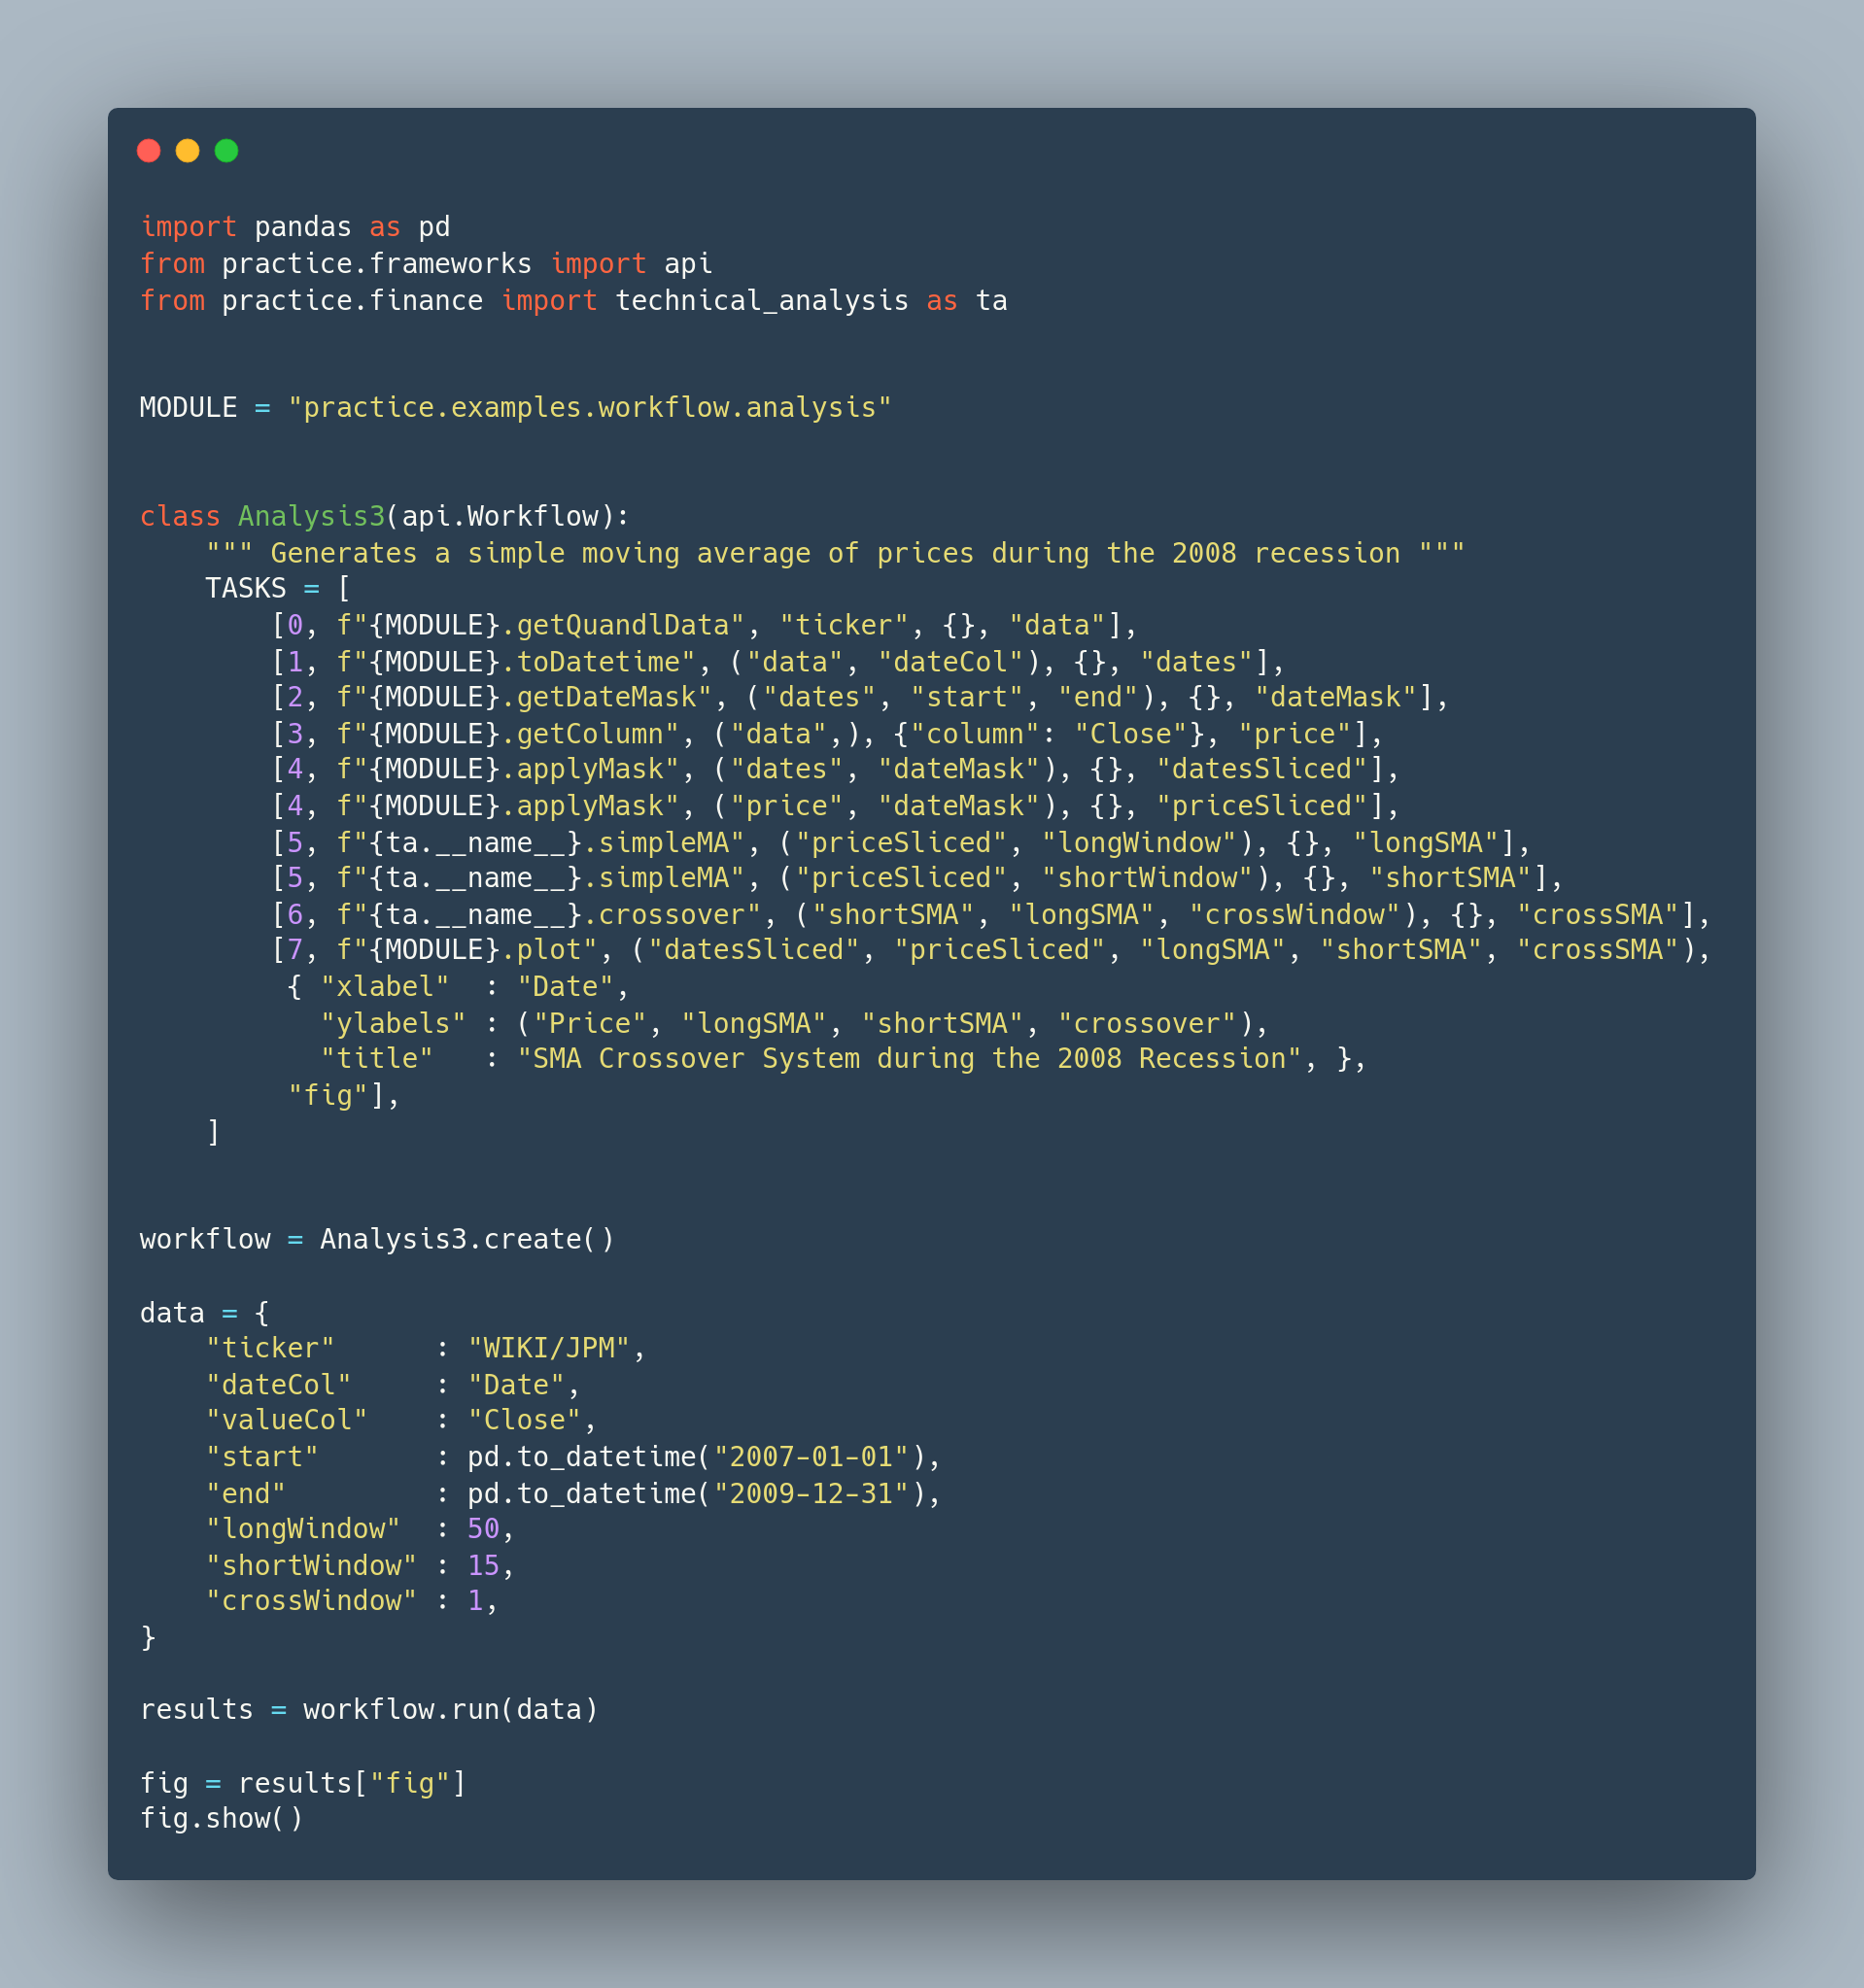 import pandas as pd
from practice.frameworks import api
from practice.finance import technical_analysis as ta


MODULE = "practice.examples.workflow.analysis"


class Analysis3(api.Workflow):
    """ Generates a simple moving average of prices during the 2008 recession """
    TASKS = [
        [0, f"{MODULE}.getQuandlData", "ticker", {}, "data"],
        [1, f"{MODULE}.toDatetime", ("data", "dateCol"), {}, "dates"],
        [2, f"{MODULE}.getDateMask", ("dates", "start", "end"), {}, "dateMask"],
        [3, f"{MODULE}.getColumn", ("data",), {"column": "Close"}, "price"],
        [4, f"{MODULE}.applyMask", ("dates", "dateMask"), {}, "datesSliced"],
        [4, f"{MODULE}.applyMask", ("price", "dateMask"), {}, "priceSliced"],
        [5, f"{ta.__name__}.simpleMA", ("priceSliced", "longWindow"), {}, "longSMA"],
        [5, f"{ta.__name__}.simpleMA", ("priceSliced", "shortWindow"), {}, "shortSMA"],
        [6, f"{ta.__name__}.crossover", ("shortSMA", "longSMA", "crossWindow"), {}, "crossSMA"],
        [7, f"{MODULE}.plot", ("datesSliced", "priceSliced", "longSMA", "shortSMA", "crossSMA"),
         { "xlabel"  : "Date",
           "ylabels" : ("Price", "longSMA", "shortSMA", "crossover"),
           "title"   : "SMA Crossover System during the 2008 Recession", },
         "fig"],
    ]


workflow = Analysis3.create()

data = {
    "ticker"      : "WIKI/JPM",
    "dateCol"     : "Date",
    "valueCol"    : "Close",
    "start"       : pd.to_datetime("2007-01-01"),
    "end"         : pd.to_datetime("2009-12-31"),
    "longWindow"  : 50,
    "shortWindow" : 15,
    "crossWindow" : 1,
}

results = workflow.run(data)

fig = results["fig"]
fig.show()